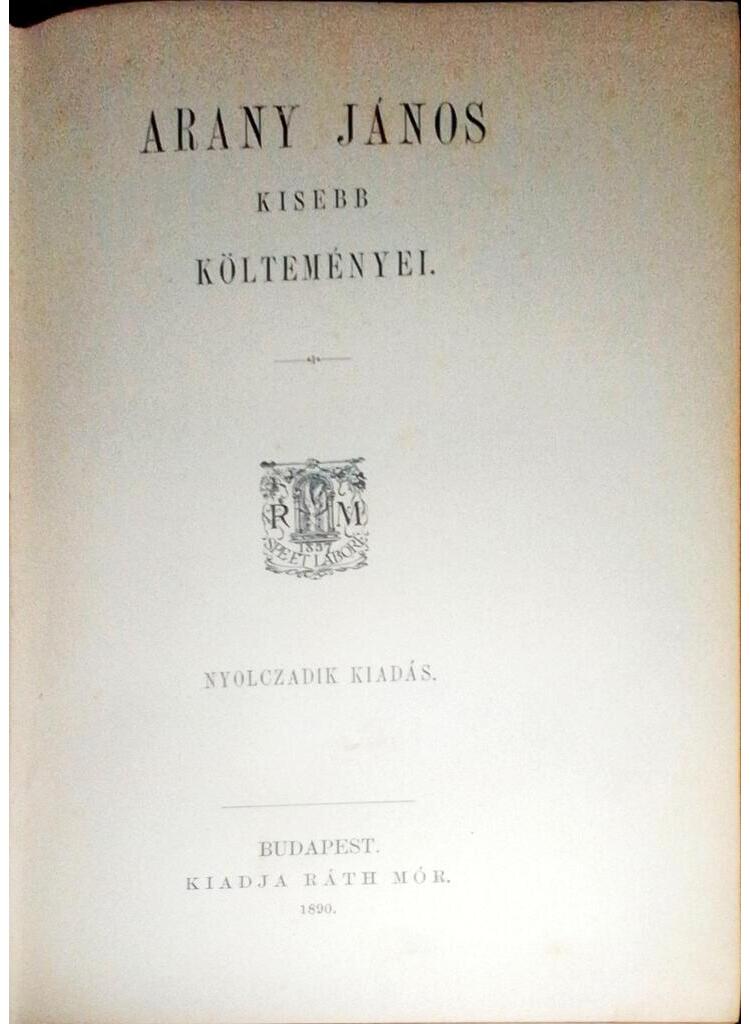 ARANY JÁNOS
KISEBB
KÖLTEMÉNYEI.
R M
1857
SPE ET LABORE
NYOLCZADIK KIADÁS.
BUDAPEST.
KIADJA RÁTH MÓR.
1890.